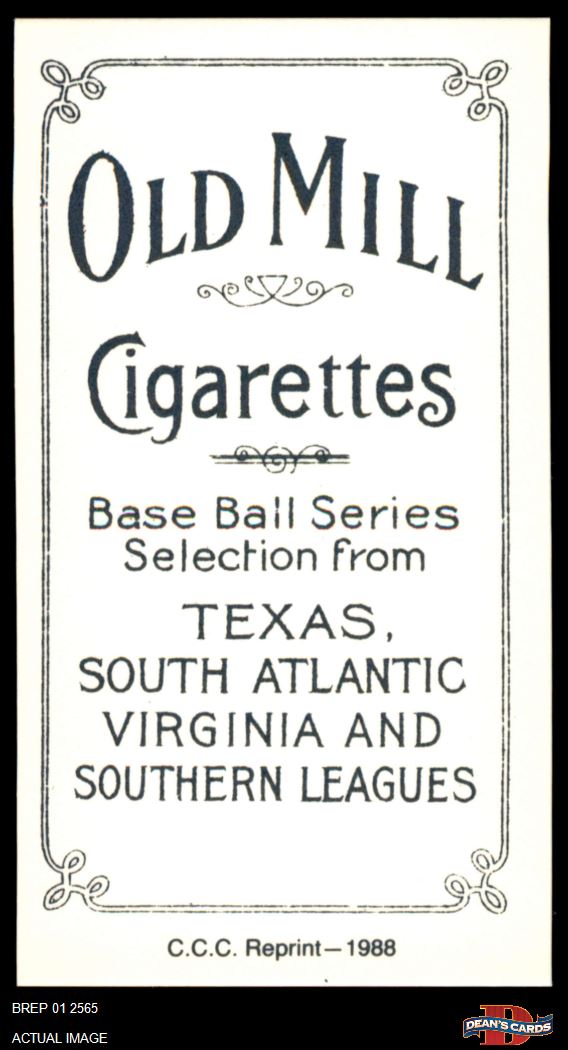 OLD MILL
Cigarettes
Base Ball Series
Selection from
TEXAS,
SOUTH ATLANTIC
VIRGINIA AND
SOUTHERN LEAGUES
C.C.C. Reprint—1988
BREP 01 2565
ACTUAL IMAGE
D
DEAN'S CARDS